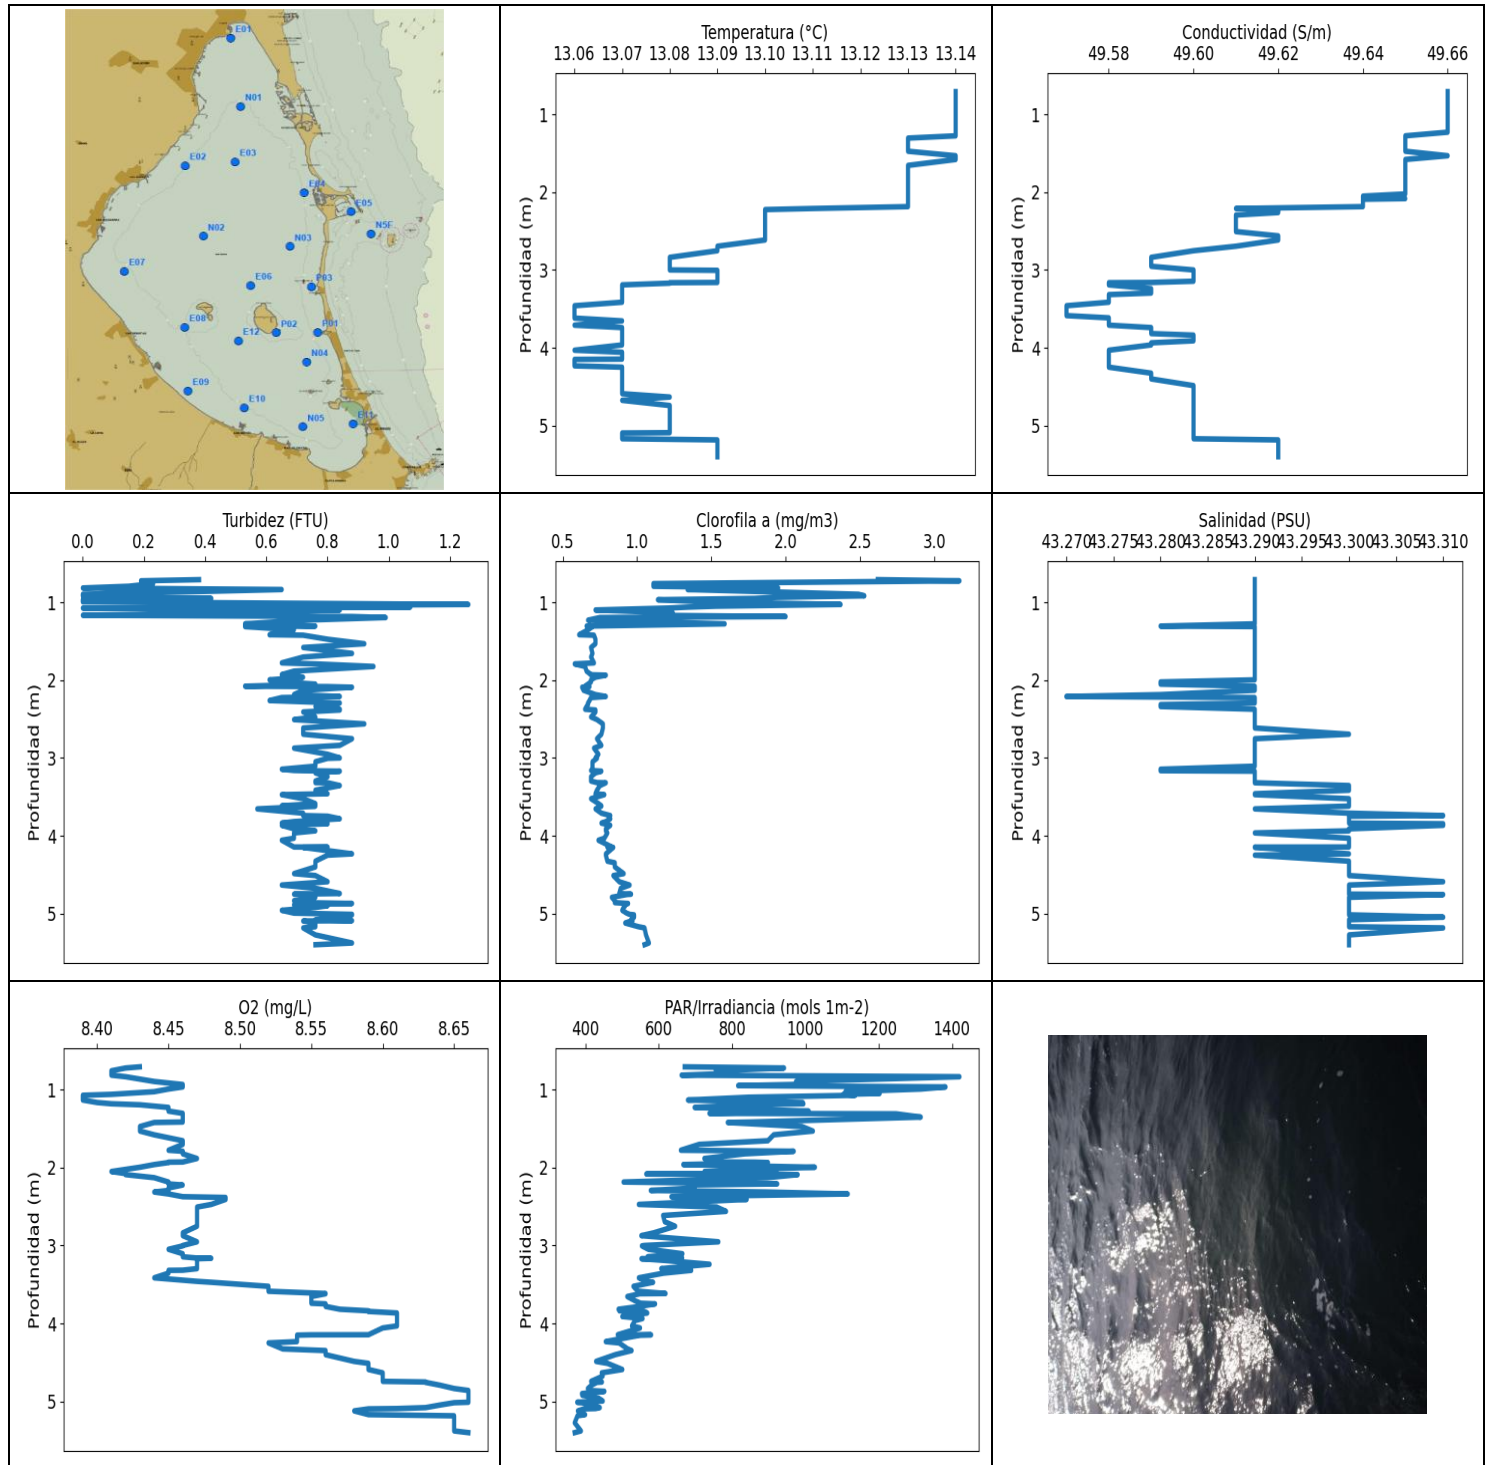 E01
N01
E02
E03
E04
E05
N5F
N02
N03
E07
E06
P03
E08
P02
P01
E12
N04
E09
E10
N05
E11
Temperatura (°C)
13.06 13.07 13.08 13.09 13.10 13.11 13.12 13.13 13.14
Profundidad (m)
1
2
3
4
5
Conductividad (S/m)
49.58 49.60 49.62 49.64 49.66
Profundidad (m)
1
2
3
4
5
Turbidez (FTU)
0.0 0.2 0.4 0.6 0.8 1.0 1.2
Profundidad (m)
1
2
3
4
5
Clorofila a (mg/m3)
0.5 1.0 1.5 2.0 2.5 3.0
Profundidad (m)
1
2
3
4
5
Salinidad (PSU)
43.270 43.275 43.280 43.285 43.290 43.295 43.300 43.305 43.310
Profundidad (m)
1
2
3
4
5
O2 (mg/L)
8.40 8.45 8.50 8.55 8.60 8.65
Profundidad (m)
1
2
3
4
5
PAR/Irradiancia (mols 1m-2)
400 600 800 1000 1200 1400
Profundidad (m)
1
2
3
4
5